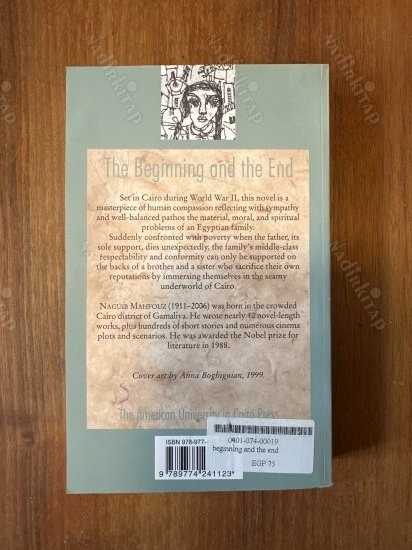 The Beginning and the End
Set in Cairo during World War II, this novel is a
masterpiece of human compassion reflecting with sympathy
and well-balanced pathos the material, moral, and spiritual
problems of an Egyptian family.
Suddenly confronted with poverty when the father, its
sole support, dies unexpectedly, the family's middle-class
respectability and conformity can only be supported on
the backs of a brother and a sister who sacrifice their own
reputations by immersing themselves in the seamy
underworld of Cairo.
NAGUIB MAHFOUZ (1911–2006) was born in the crowded
Cairo district of Gamaliya. He wrote nearly 40 novel-length
works, plus hundreds of short stories and numerous cinema
plots and scenarios. He was awarded the Nobel prize for
literature in 1988.
Cover art by Anna Boghiguian, 1999.
The American University in Cairo Press
ISBN 978-977-
9 789774 241123
0401-074-00019
beginning and the end
EGP 75